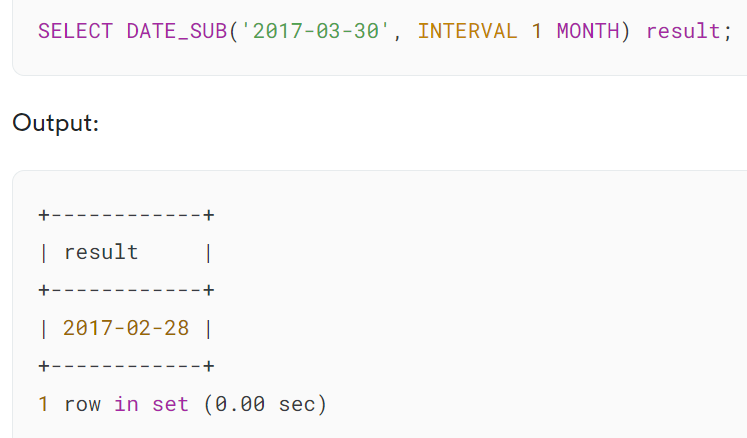 SELECT DATE_SUB('2017-03-30', INTERVAL 1 MONTH) result;
Output:
+------------+
| result     |
+------------+
| 2017-02-28 |
+------------+
1 row in set (0.00 sec)